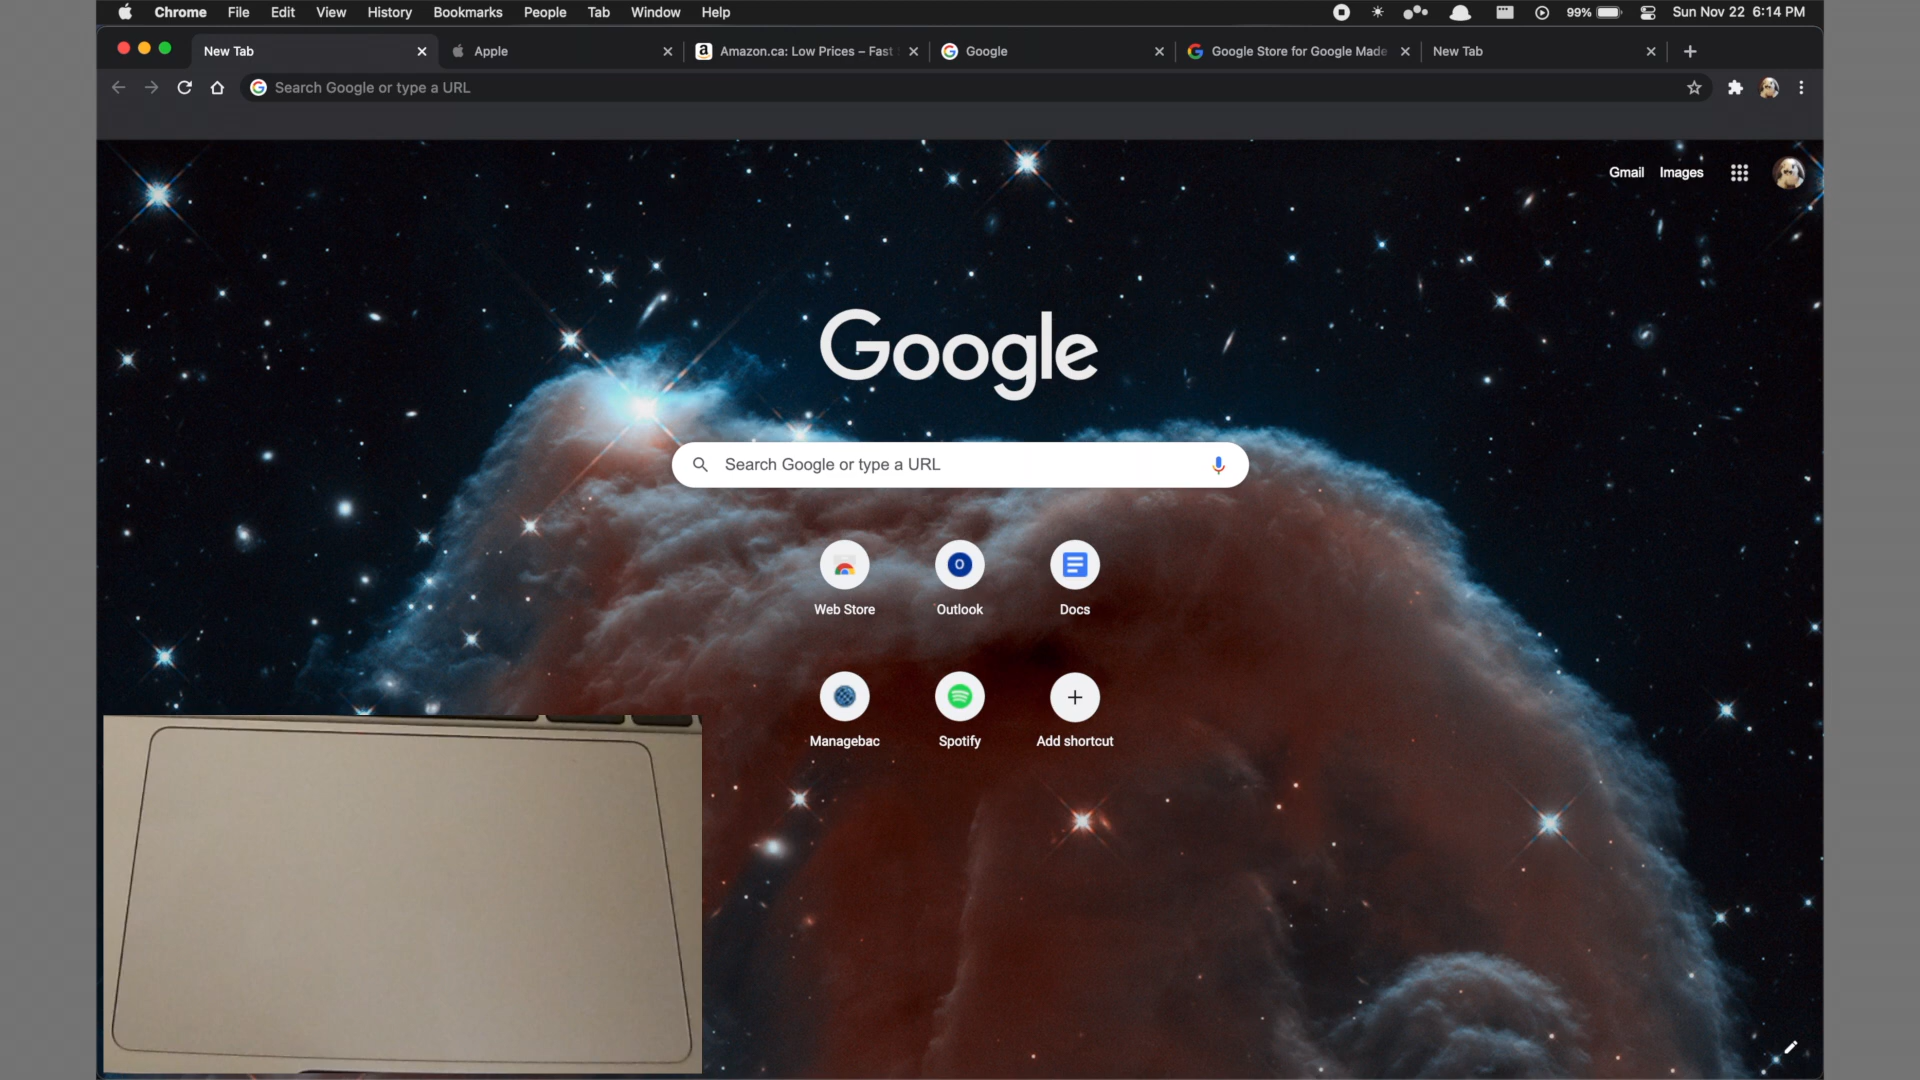 Chrome File Edit View History Bookmarks People Tab Window Help 99% Sun Nov 22 6:14 PM
New Tab Apple Amazon.ca: Low Prices – Fast Google Google Store for Google Made New Tab
Search Google or type a URL
Gmail Images
Google
Search Google or type a URL
Web Store Outlook Docs
Managebac Spotify Add shortcut